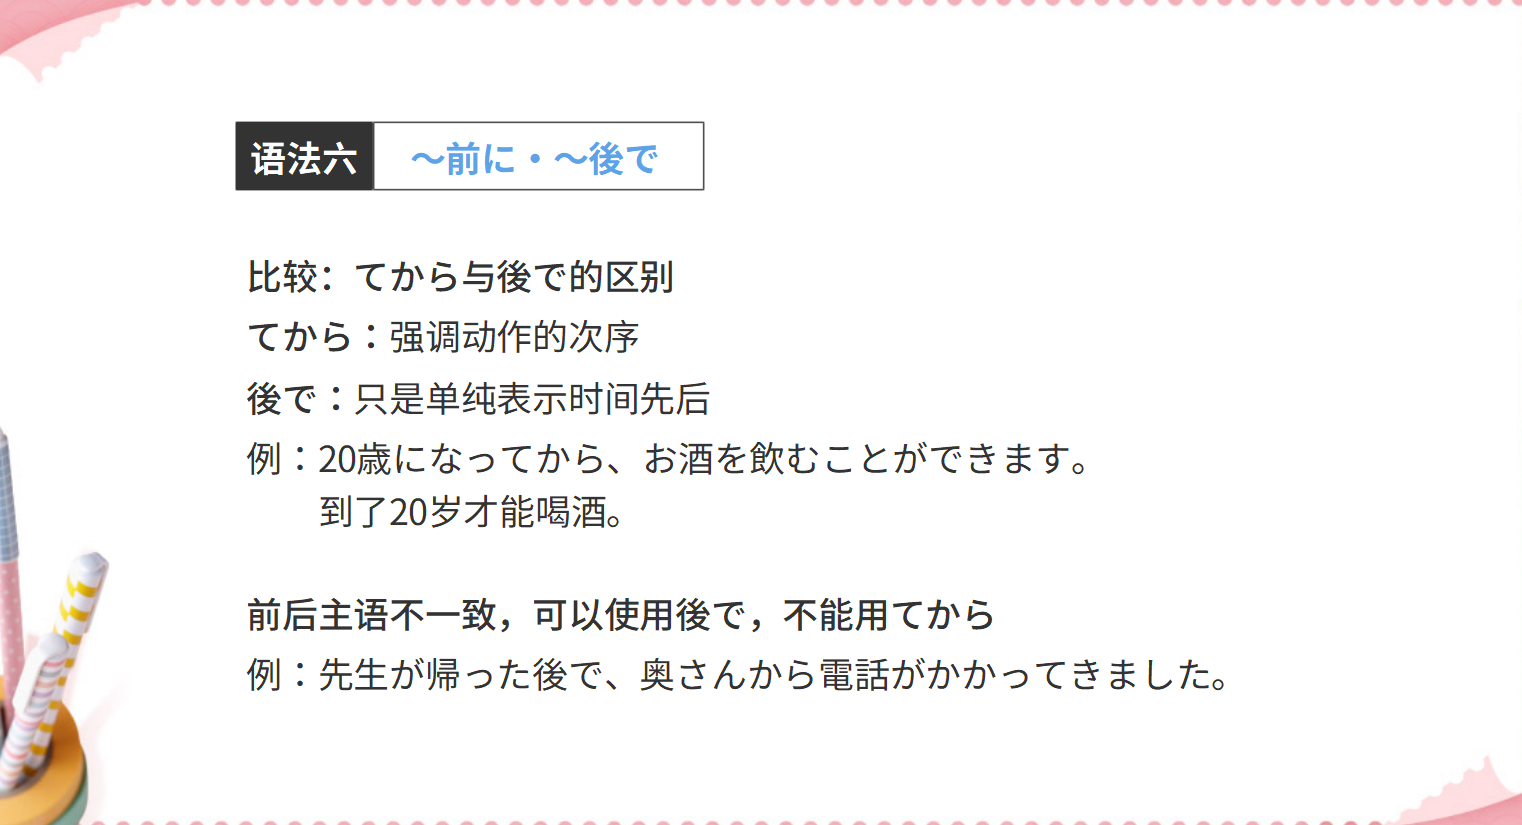 语法六 ～前に・～後で
比较：てから与後で的区别
てから：强调动作的次序
後で：只是单纯表示时间先后
例：20歳になってから、お酒を飲むことができます。
到了20岁才能喝酒。
前后主语不一致，可以使用後で，不能用てから
例：先生が帰った後で、奥さんから電話がかかってきました。